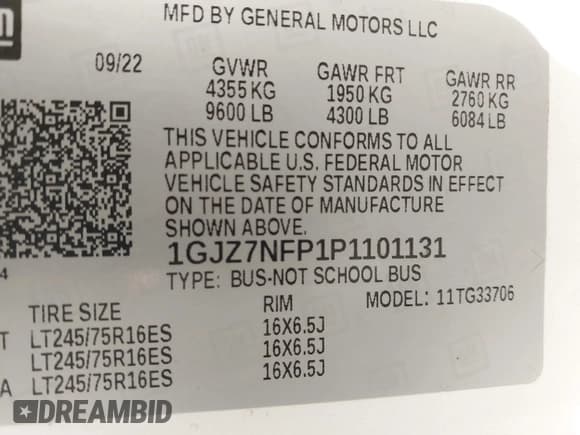 MFD BY GENERAL MOTORS LLC
gm
09/22 GVWR GAWR FRT GAWR RR
4355 KG 1950 KG 2760 KG
9600 LB 4300 LB 6084 LB
THIS VEHICLE CONFORMS TO ALL
APPLICABLE U.S. FEDERAL MOTOR
VEHICLE SAFETY STANDARDS IN EFFECT
ON THE DATE OF MANUFACTURE
SHOWN ABOVE.
1GJZ7NFP1P1101131
4
TYPE: BUS-NOT SCHOOL BUS
MODEL: 11TG33706
TIRE SIZE RIM
T LT245/75R16ES 16X6.5J
LT245/75R16ES 16X6.5J
A LT245/75R16ES 16X6.5J
DREAMBID